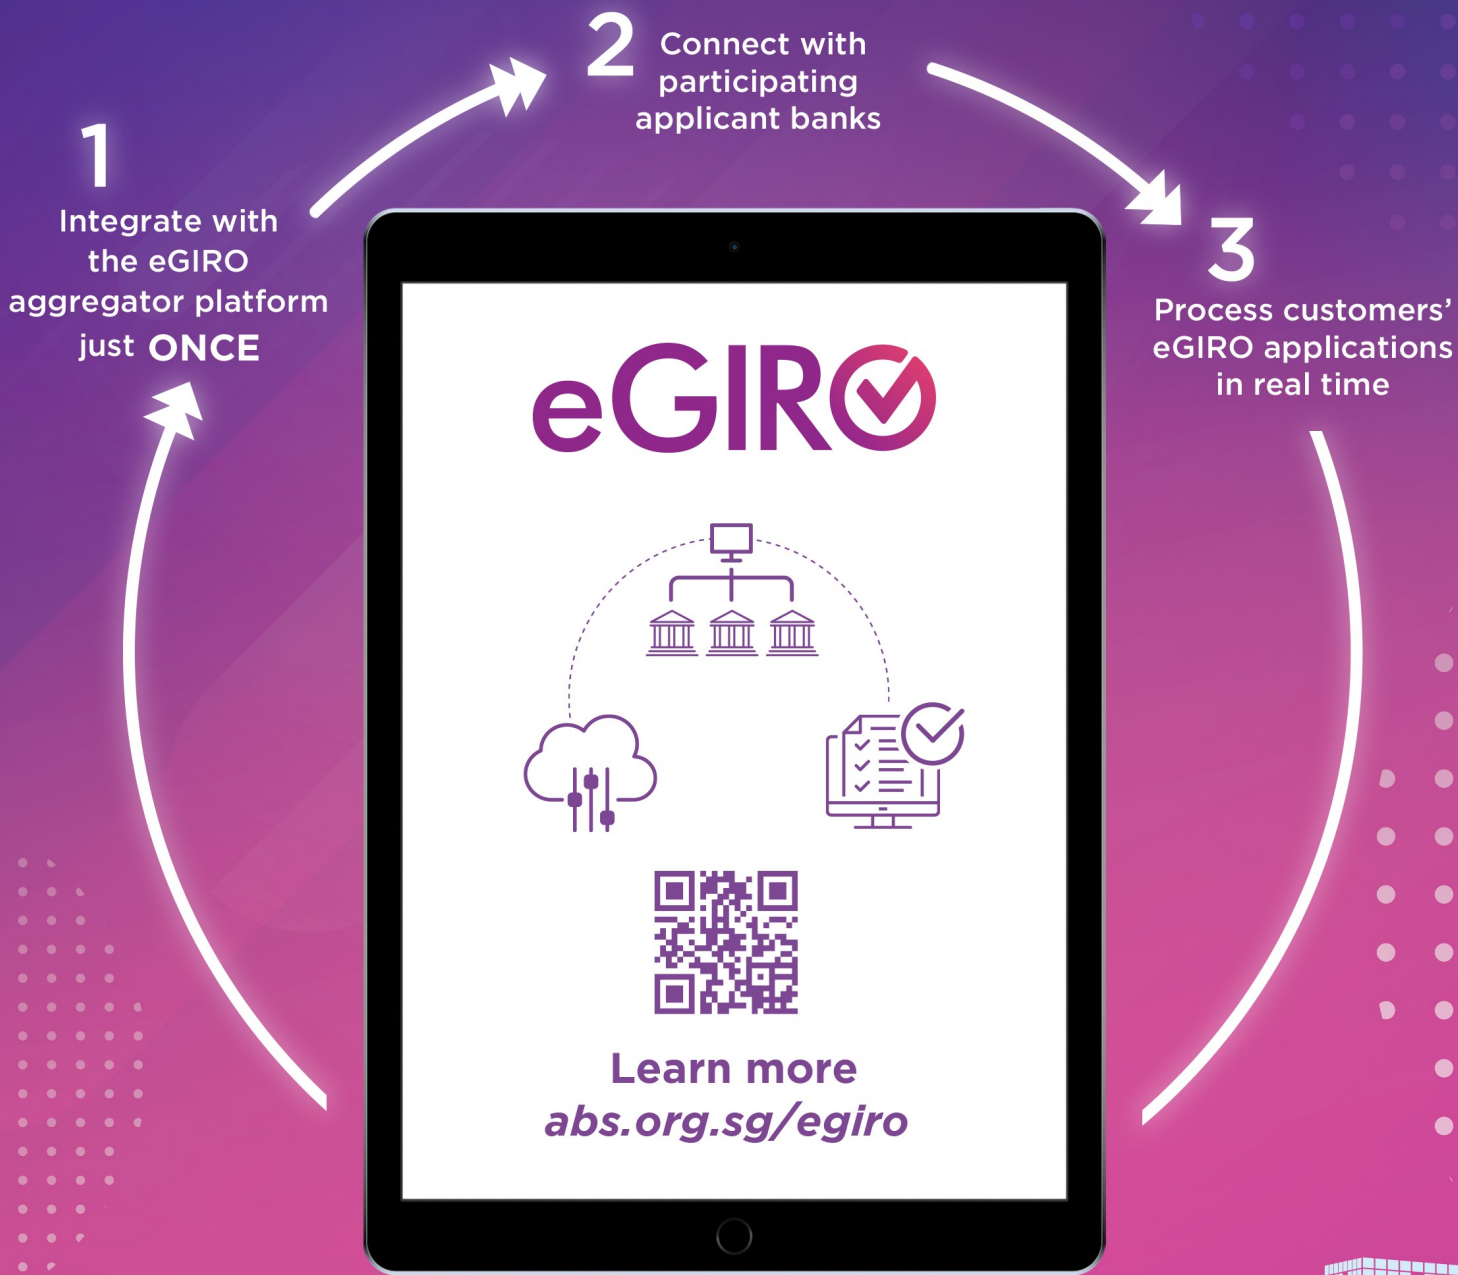 1
Integrate with
the eGIRO
aggregator platform
just ONCE
2
Connect with
participating
applicant banks
3
Process customers’
eGIRO applications
in real time
eGIRO
Learn more
abs.org.sg/egiro